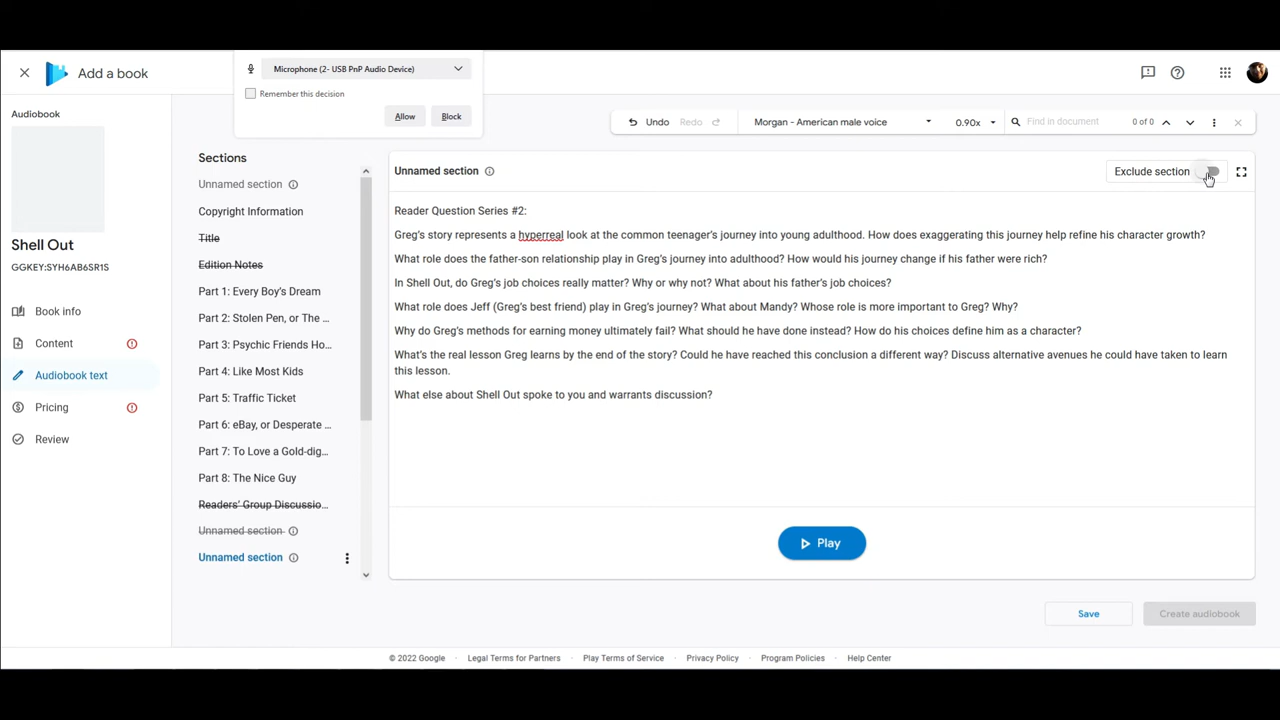 Microphone (2- USB PnP Audio Device)
Remember this decision
Allow Block
Add a book
Audiobook
Shell Out
GGKEY:SYH6AB6SR1S
Book info
Content
Audiobook text
Pricing
Review
Sections
Unnamed section
Copyright Information
Title
Edition Notes
Part 1: Every Boy's Dream
Part 2: Stolen Pen, or The ...
Part 3: Psychic Friends Ho...
Part 4: Like Most Kids
Part 5: Traffic Ticket
Part 6: eBay, or Desperate ...
Part 7: To Love a Gold-dig...
Part 8: The Nice Guy
Readers' Group Discussio...
Unnamed section
Unnamed section
Undo Redo Morgan - American male voice 0.90x Find in document 0 of 0
Unnamed section Exclude section
Reader Question Series #2:
Greg's story represents a hyperreal look at the common teenager's journey into young adulthood. How does exaggerating this journey help refine his character growth?
What role does the father-son relationship play in Greg's journey into adulthood? How would his journey change if his father were rich?
In Shell Out, do Greg's job choices really matter? Why or why not? What about his father's job choices?
What role does Jeff (Greg's best friend) play in Greg's journey? What about Mandy? Whose role is more important to Greg? Why?
Why do Greg's methods for earning money ultimately fail? What should he have done instead? How do his choices define him as a character?
What's the real lesson Greg learns by the end of the story? Could he have reached this conclusion a different way? Discuss alternative avenues he could have taken to learn
this lesson.
What else about Shell Out spoke to you and warrants discussion?
Play
Save Create audiobook
© 2022 Google · Legal Terms for Partners · Play Terms of Service · Privacy Policy · Program Policies · Help Center